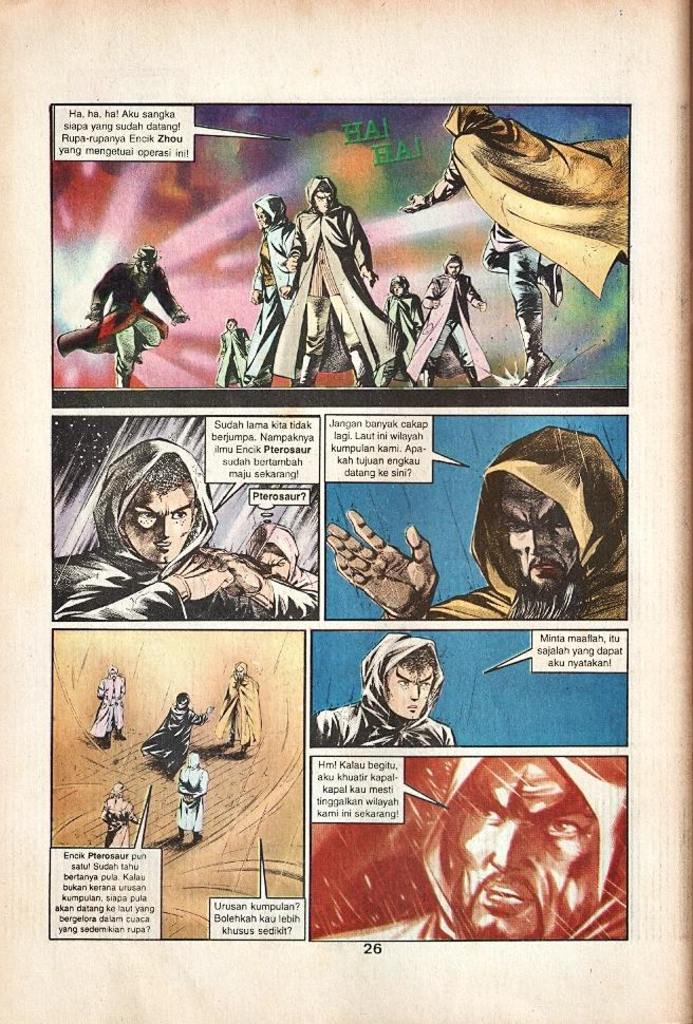 Ha, ha, ha! Aku sangka
siapa yang sudah datang!
Rupa-rupanya Encik Zhou
yang mengetuai operasi ini!
HA!
HA!
Sudah lama kita tidak
berjumpa. Nampaknya
ilmu Encik Pterosaur
sudah bertambah
maju sekarang!
Pterosaur?
Jangan banyak cakap
lagi. Laut ini wilayah
kumpulan kami. Apa-
kah tujuan engkau
datang ke sini?
Encik Pterosaur pun
satu! Sudah tahu
bertanya pula. Kalau
bukan kerana urusan
kumpulan, siapa pula
akan datang ke laut yang
bergelora dalam cuaca
yang sedemikian rupa?
Urusan kumpulan?
Bolehkah kau lebih
khusus sedikit?
Minta maaflah, itu
sajalah yang dapat
aku nyatakan!
Hm! Kalau begitu,
aku khuatir kapal-
kapal kau mesti
tinggalkan wilayah
kami ini sekarang!
26